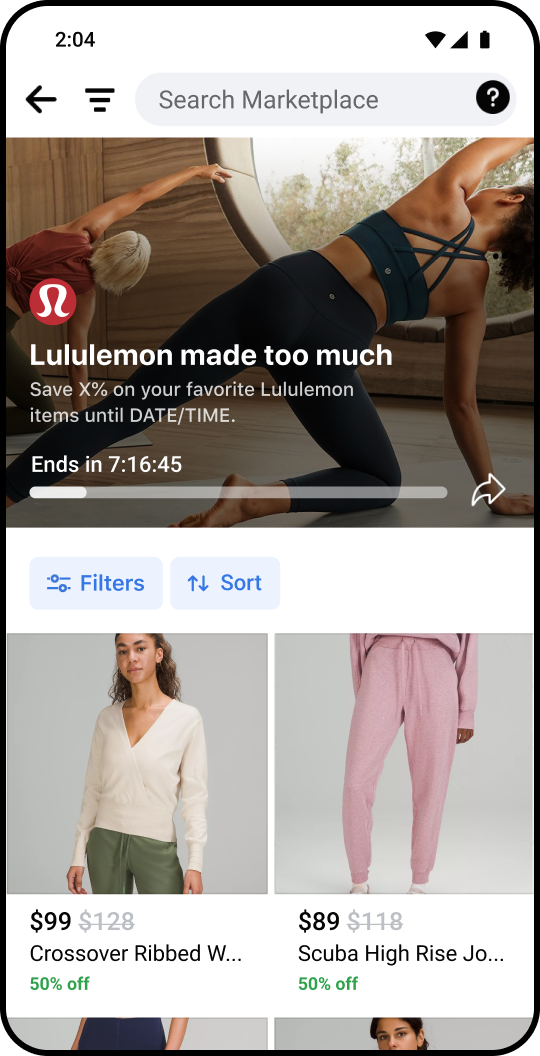 2:04
Search Marketplace
?
Lululemon made too much
Save X% on your favorite Lululemon
items until DATE/TIME.
Ends in 7:16:45
Filters
Sort
$99 $128
Crossover Ribbed W...
50% off
$89 $118
Scuba High Rise Jo...
50% off